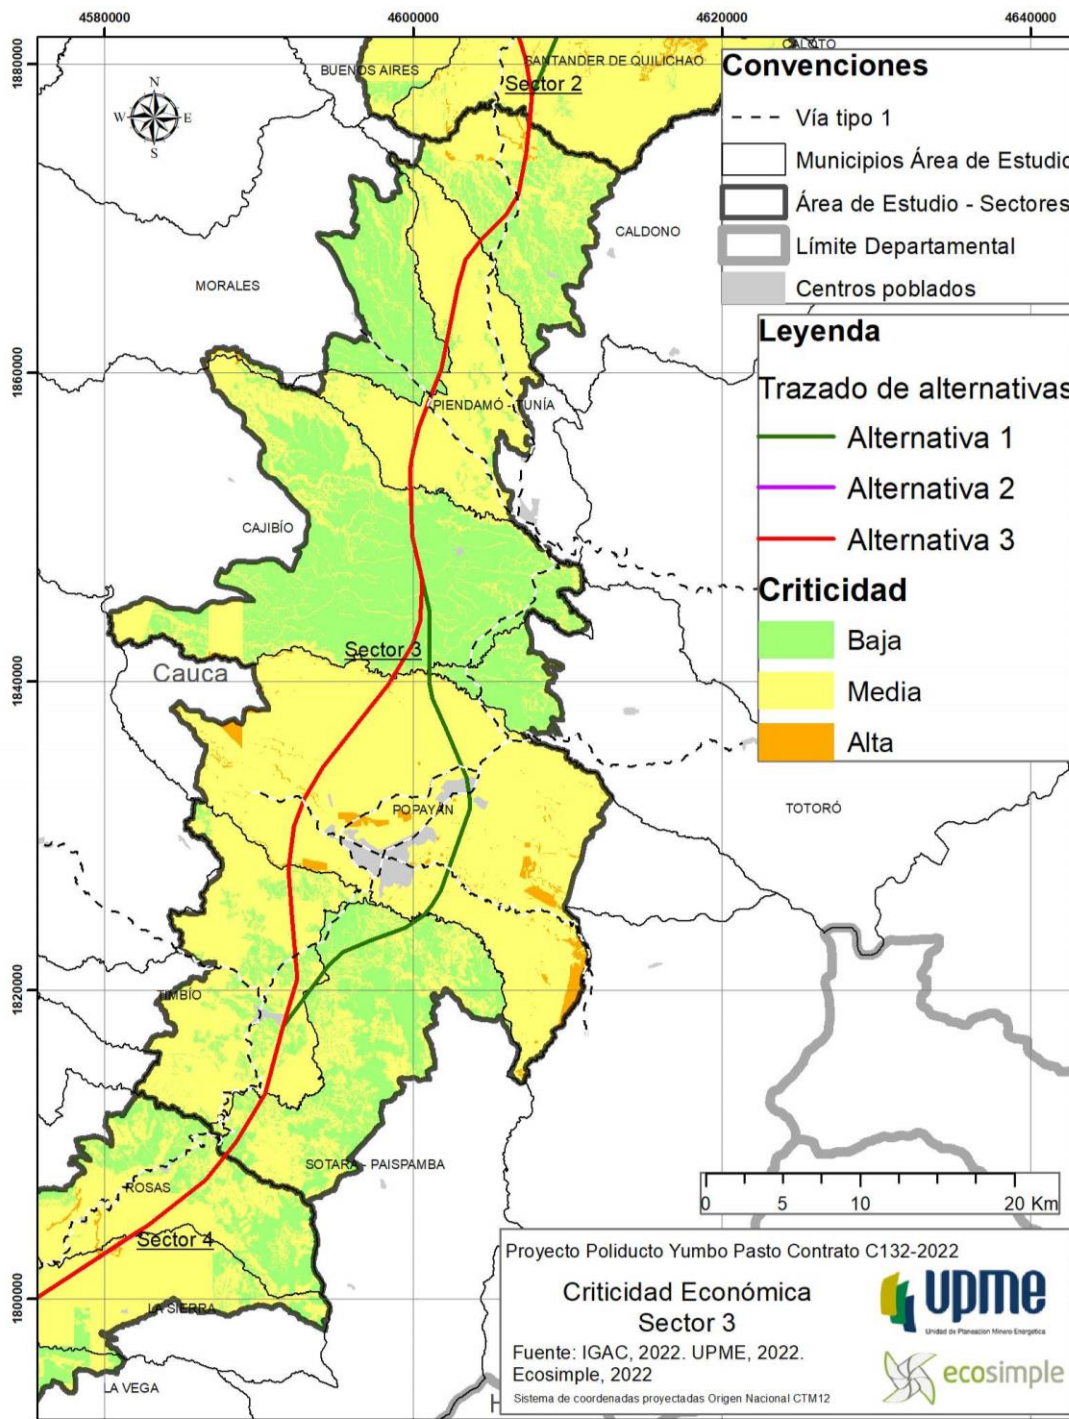 4580000
4600000
4620000
4640000
1880000
1860000
1840000
1820000
1800000
N
W
E
S
CALOTO
BUENOS AIRES
SANTANDER DE QUILICHAO
Sector 2
CALDONO
MORALES
PIENDAMÓ - TUNÍA
CAJIBÍO
Sector 3
Cauca
POPAYÁN
TOTORÓ
TIMBÍO
SOTARÁ - PAISPAMBA
ROSAS
Sector 4
LA SIERRA
LA VEGA
Convenciones
Vía tipo 1
Municipios Área de Estudio
Área de Estudio - Sectores
Límite Departamental
Centros poblados
Leyenda
Trazado de alternativas
Alternativa 1
Alternativa 2
Alternativa 3
Criticidad
Baja
Media
Alta
0 5 10 20 Km
Proyecto Poliducto Yumbo Pasto Contrato C132-2022
Criticidad Económica
Sector 3
Fuente: IGAC, 2022. UPME, 2022.
Ecosimple, 2022
Sistema de coordenadas proyectadas Origen Nacional CTM12
upme
Unidad de Planeación Minero Energética
ecosimple